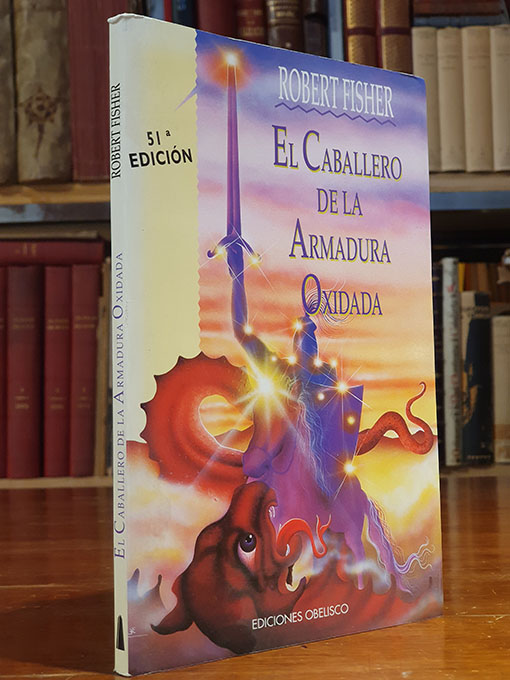 ROBERT FISHER
EL CABALLERO
DE LA
ARMADURA
OXIDADA
51ª
EDICIÓN
EDICIONES OBELISCO
EL CABALLERO DE LA ARMADURA OXIDADA ROBERT FISHER